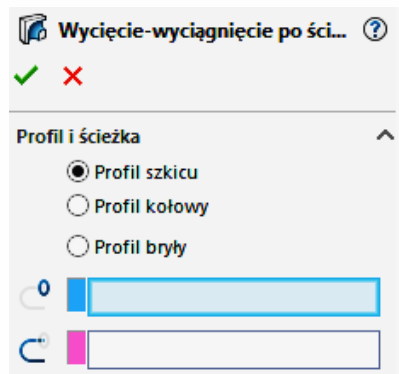 Wycięcie-wyciągnięcie po ści...
Profil i ścieżka
Profil szkicu
Profil kołowy
Profil bryły